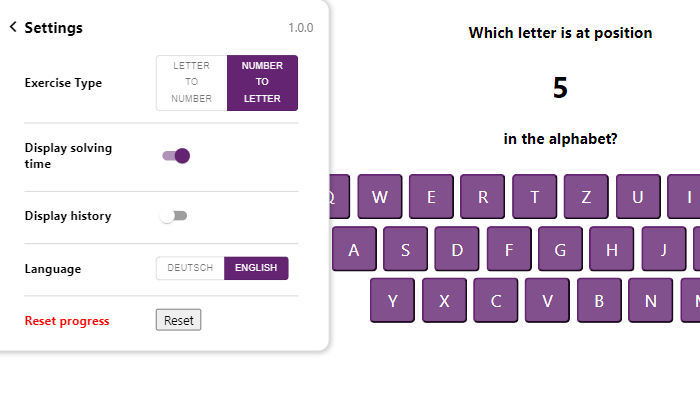 Settings
1.0.0
Exercise Type
LETTER
TO
NUMBER
NUMBER
TO
LETTER
Display solving
time
Display history
Language
DEUTSCH
ENGLISH
Reset progress
Reset
Which letter is at position
5
in the alphabet?
Q W E R T Z U I
A S D F G H J
Y X C V B N M